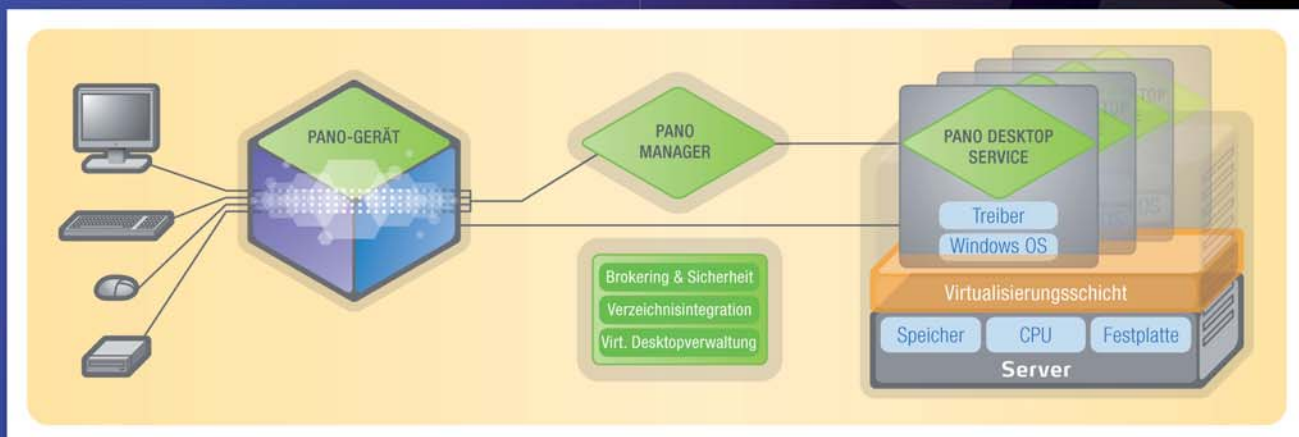 PANO-GERÄT
PANO
MANAGER
PANO DESKTOP
SERVICE
Treiber
Windows OS
Brokering & Sicherheit
Verzeichnisintegration
Virt. Desktopverwaltung
Virtualisierungsschicht
Speicher
CPU
Festplatte
Server